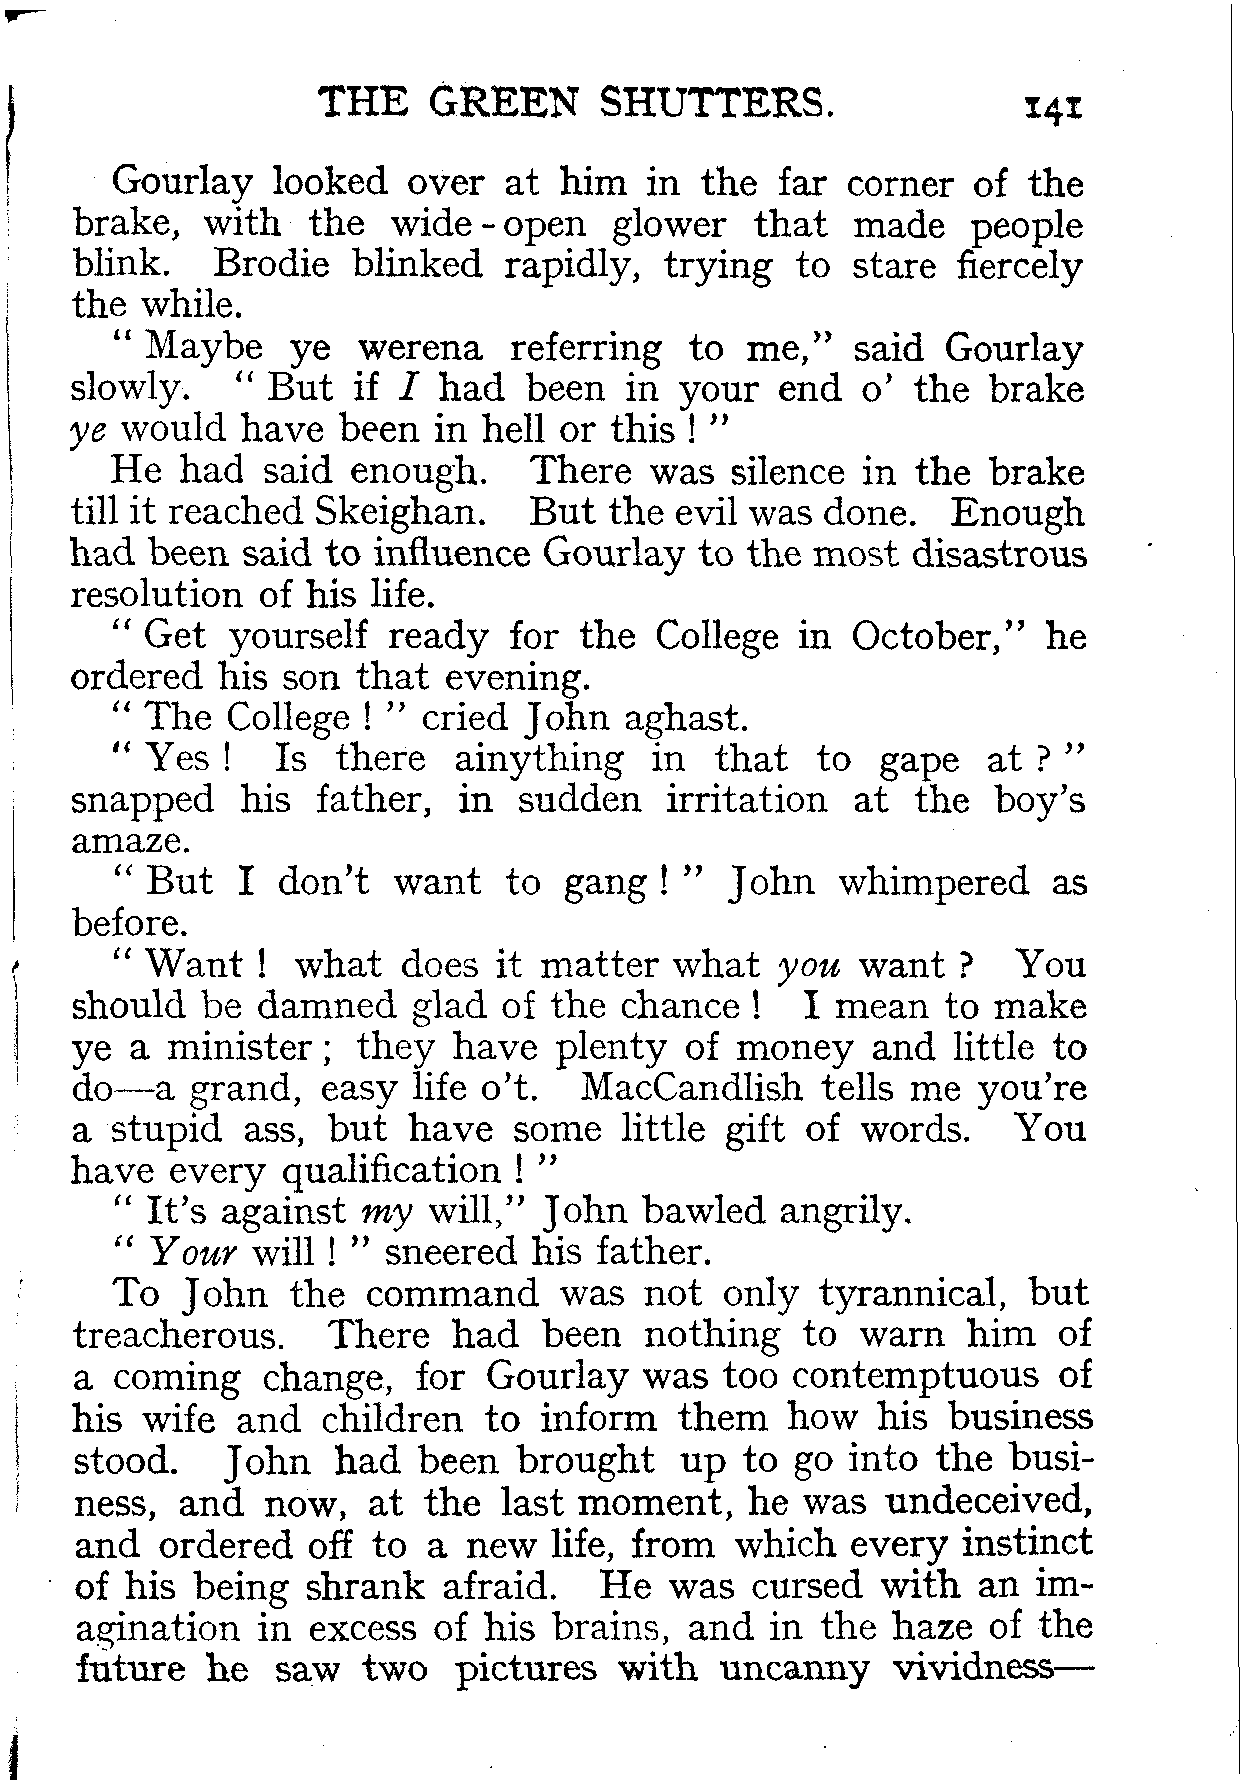 THE GREEN SHUTTERS. 141
Gourlay looked over at him in the far corner of the
brake, with the wide-open glower that made people
blink. Brodie blinked rapidly, trying to stare fiercely
the while.
“ Maybe ye werena referring to me,” said Gourlay
slowly. “ But if I had been in your end o’ the brake
ye would have been in hell or this ! ”
He had said enough. There was silence in the brake
till it reached Skeighan. But the evil was done. Enough
had been said to influence Gourlay to the most disastrous
resolution of his life.
“ Get yourself ready for the College in October,” he
ordered his son that evening.
“ The College ! ” cried John aghast.
“ Yes ! Is there ainything in that to gape at ? ”
snapped his father, in sudden irritation at the boy’s
amaze.
“ But I don’t want to gang ! ” John whimpered as
before.
“ Want ! what does it matter what you want ? You
should be damned glad of the chance ! I mean to make
ye a minister ; they have plenty of money and little to
do—a grand, easy life o’t. MacCandlish tells me you’re
a stupid ass, but have some little gift of words. You
have every qualification ! ”
“ It’s against my will,” John bawled angrily.
“ Your will ! ” sneered his father.
To John the command was not only tyrannical, but
treacherous. There had been nothing to warn him of
a coming change, for Gourlay was too contemptuous of
his wife and children to inform them how his business
stood. John had been brought up to go into the busi-
ness, and now, at the last moment, he was undeceived,
and ordered off to a new life, from which every instinct
of his being shrank afraid. He was cursed with an im-
agination in excess of his brains, and in the haze of the
future he saw two pictures with uncanny vividness—